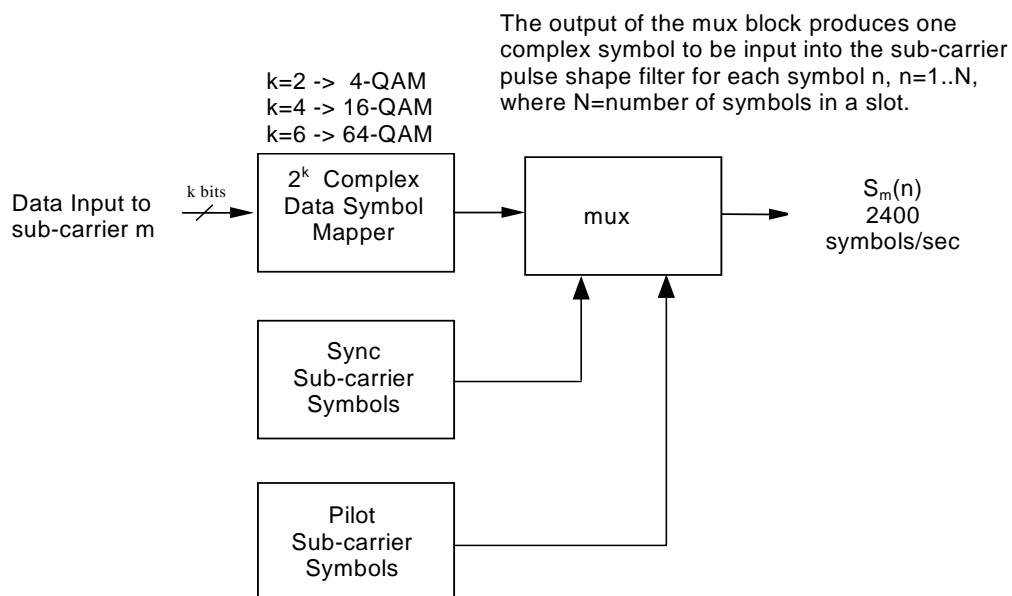 The output of the mux block produces one
complex symbol to be input into the sub-carrier
pulse shape filter for each symbol n, n=1..N,
where N=number of symbols in a slot.
k=2 -> 4-QAM
k=4 -> 16-QAM
k=6 -> 64-QAM
Data Input to
sub-carrier m
k bits
2^k Complex
Data Symbol
Mapper
mux
S_m(n)
2400
symbols/sec
Sync
Sub-carrier
Symbols
Pilot
Sub-carrier
Symbols